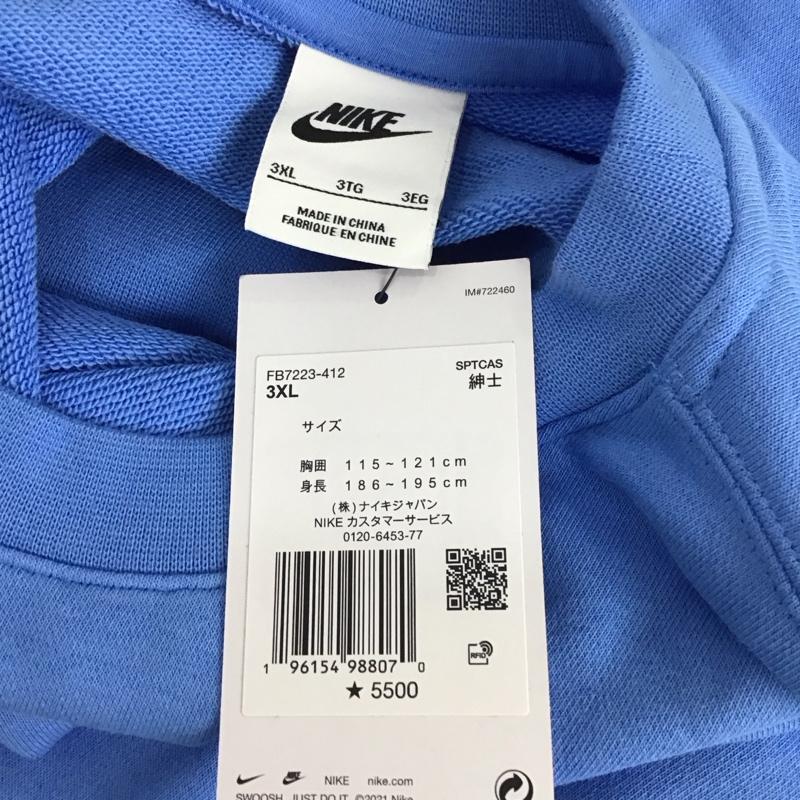 NIKE
3XL 3TG 3EG
MADE IN CHINA
FABRIQUE EN CHINE
IM#722460
FB7223-412 SPTCAS
3XL 紳士
サイズ
胸囲 115~121cm
身長 186~195cm
(株)ナイキジャパン
NIKE カスタマーサービス
0120-6453-77
RFID
1 96154 98807 0
★ 5500
NIKE NIKE nike.com
SWOOSH, JUST DO IT ©2021 Nike